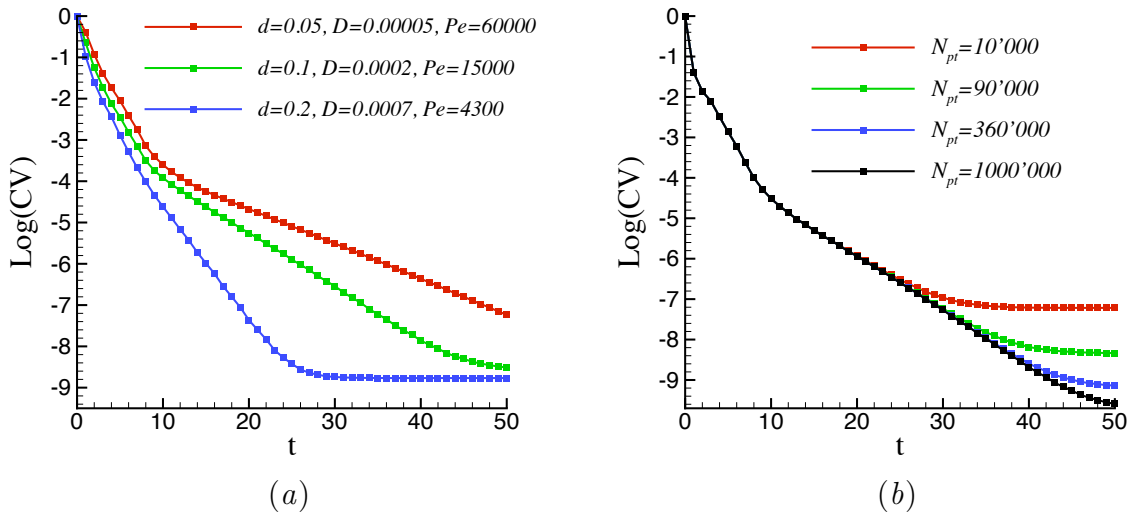 0
-1
-2
-3
-4
-5
-6
-7
-8
-9
Log(CV)
d=0.05, D=0.00005, Pe=60000
d=0.1, D=0.0002, Pe=15000
d=0.2, D=0.0007, Pe=4300
0 10 20 30 40 50
t
(a)
0
-1
-2
-3
-4
-5
-6
-7
-8
-9
Log(CV)
N_pt=10'000
N_pt=90'000
N_pt=360'000
N_pt=1000'000
0 10 20 30 40 50
t
(b)